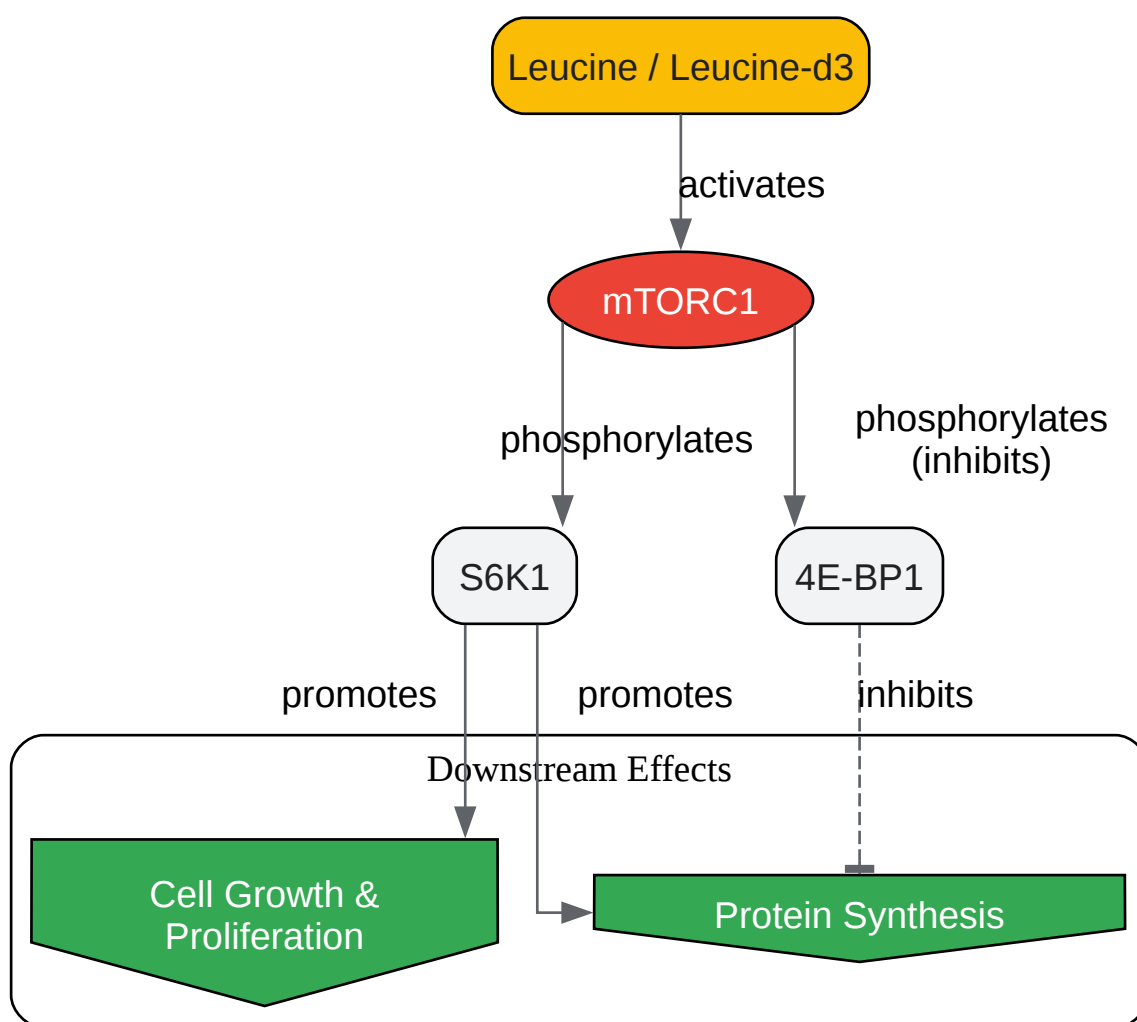 Leucine / Leucine-d3
activates
mTORC1
phosphorylates
phosphorylates
(inhibits)
S6K1
4E-BP1
promotes
promotes
inhibits
Downstream Effects
Cell Growth &
Proliferation
Protein Synthesis